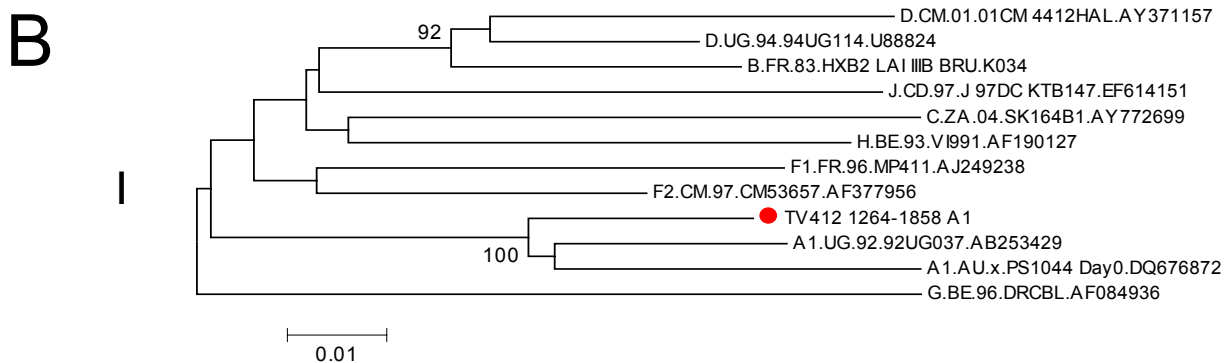 B
D.CM.01.01CM 4412HAL.AY371157
92
D.UG.94.94UG114.U88824
B.FR.83.HXB2 LAI IIIB BRU.K034
J.CD.97.J 97DC KTB147.EF614151
C.ZA.04.SK164B1.AY772699
H.BE.93.VI991.AF190127
F1.FR.96.MP411.AJ249238
I
F2.CM.97.CM53657.AF377956
TV412 1264-1858 A1
A1.UG.92.92UG037.AB253429
100
A1.AU.x.PS1044 Day0.DQ676872
G.BE.96.DRCBL.AF084936
0.01